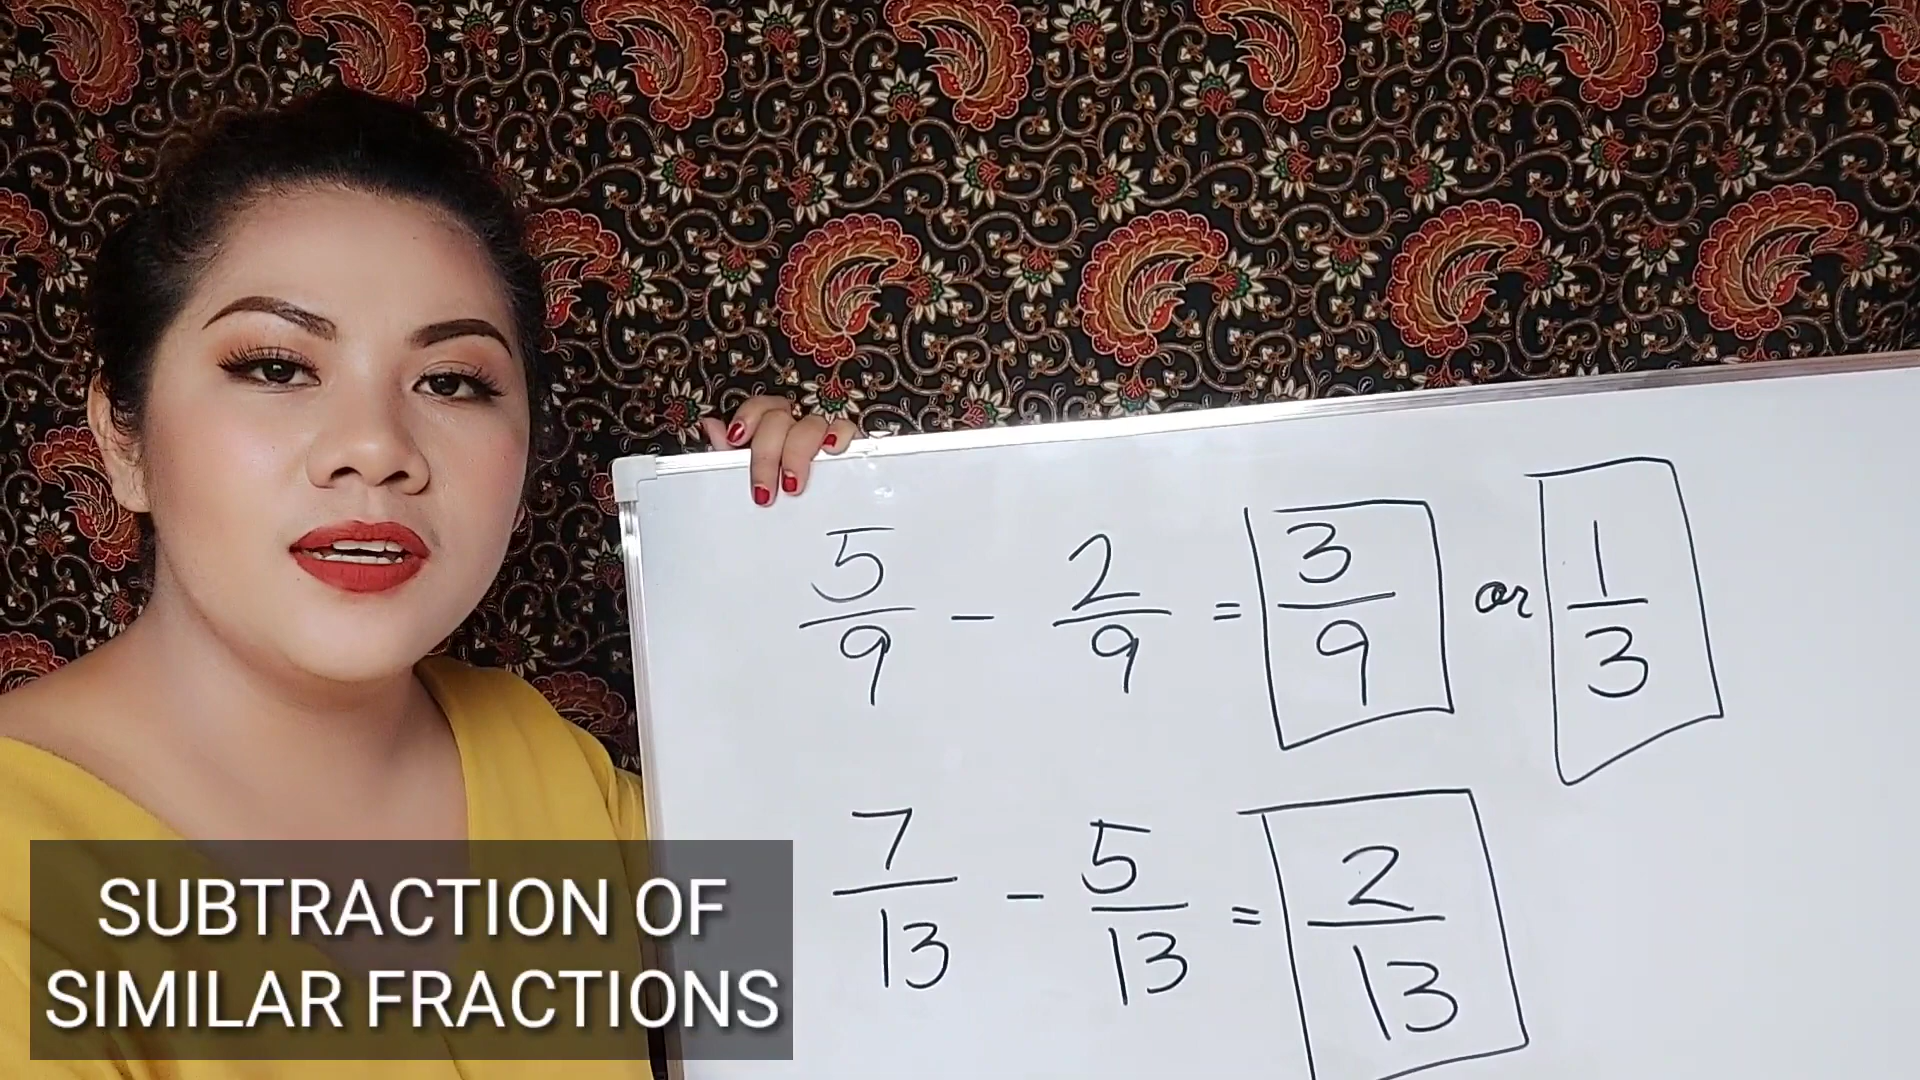 5/9 - 2/9 = 3/9 or 1/3
7/13 - 5/13 = 2/13
SUBTRACTION OF
SIMILAR FRACTIONS